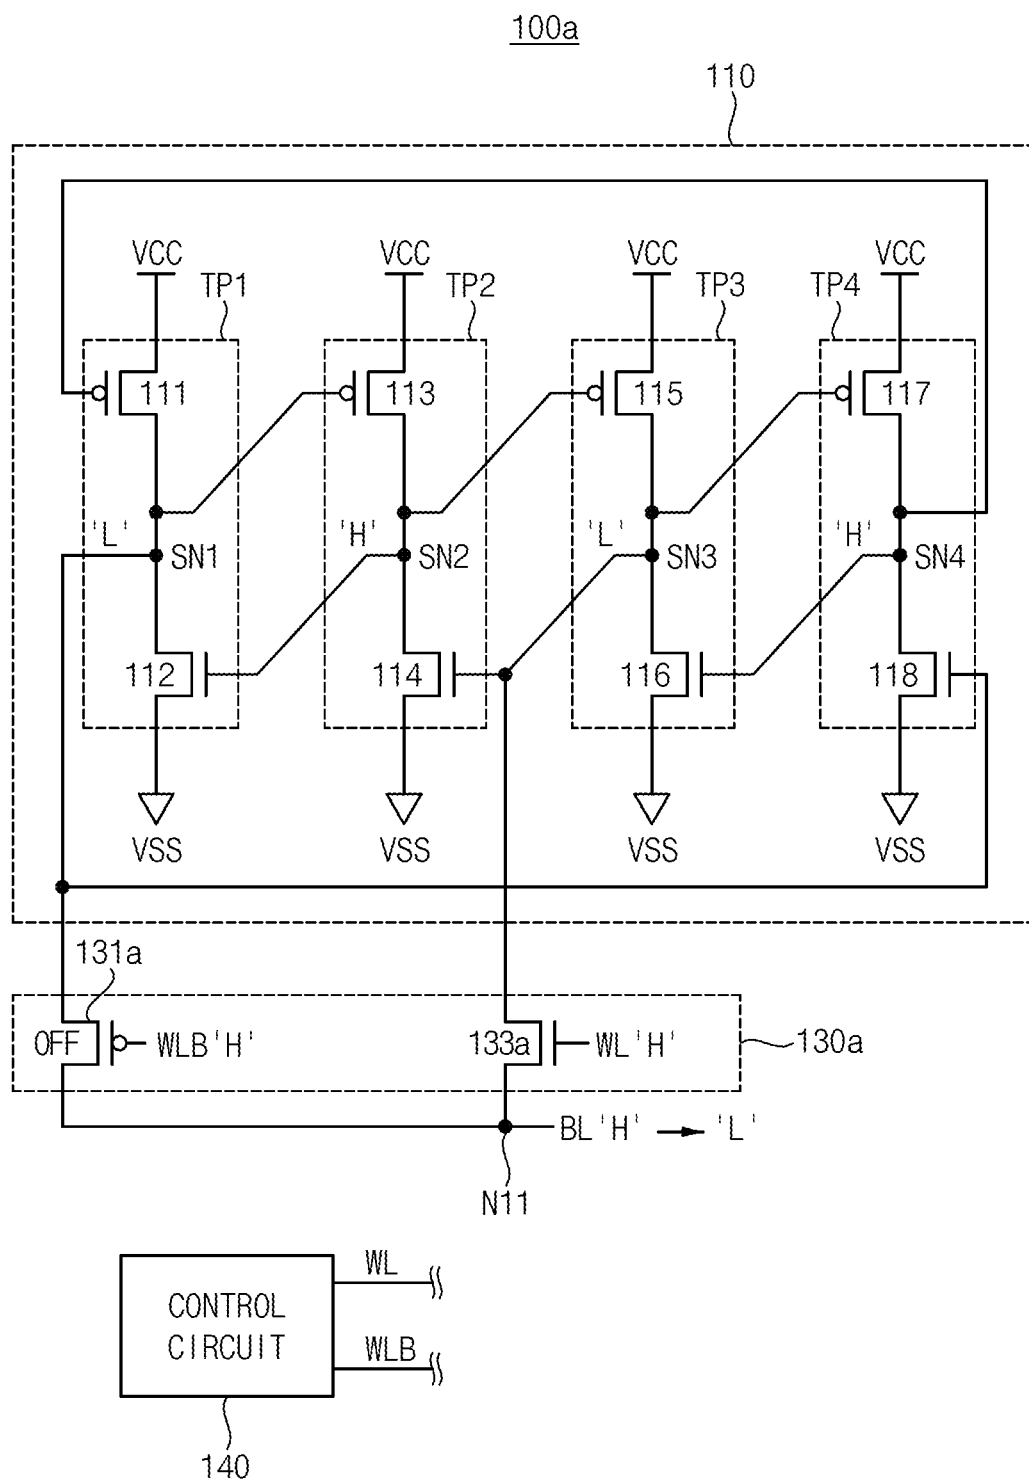 100a
110
VCC VCC VCC VCC
TP1 TP2 TP3 TP4
111 113 115 117
'L' 'H' 'L' 'H'
SN1 SN2 SN3 SN4
112 114 116 118
VSS VSS VSS VSS
131a
OFF WLB'H' 133a WL'H' 130a
BL'H' 'L'
N11
WL
CONTROL
CIRCUIT
WLB
140